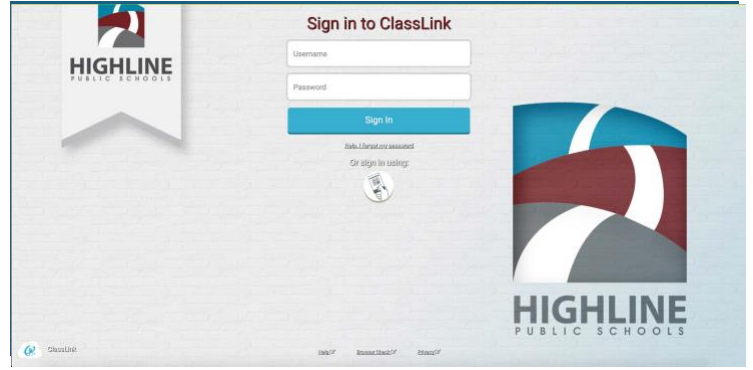 HIGHLINE
PUBLIC SCHOOLS
Sign in to ClassLink
Username
Password
Sign In
Help, I forgot my password
Or sign in using:
HIGHLINE
PUBLIC SCHOOLS
ClassLink
Help
Browser Check
Privacy